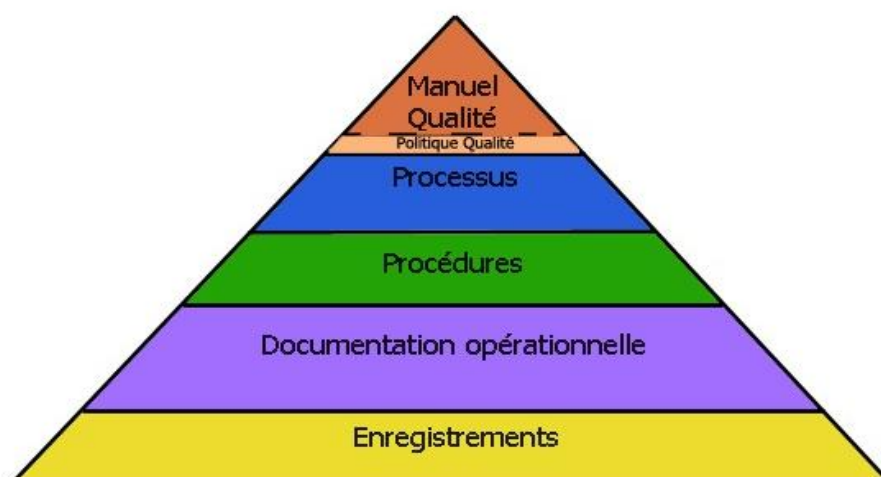 Manuel
Qualité
Politique Qualité
Processus
Procédures
Documentation opérationnelle
Enregistrements